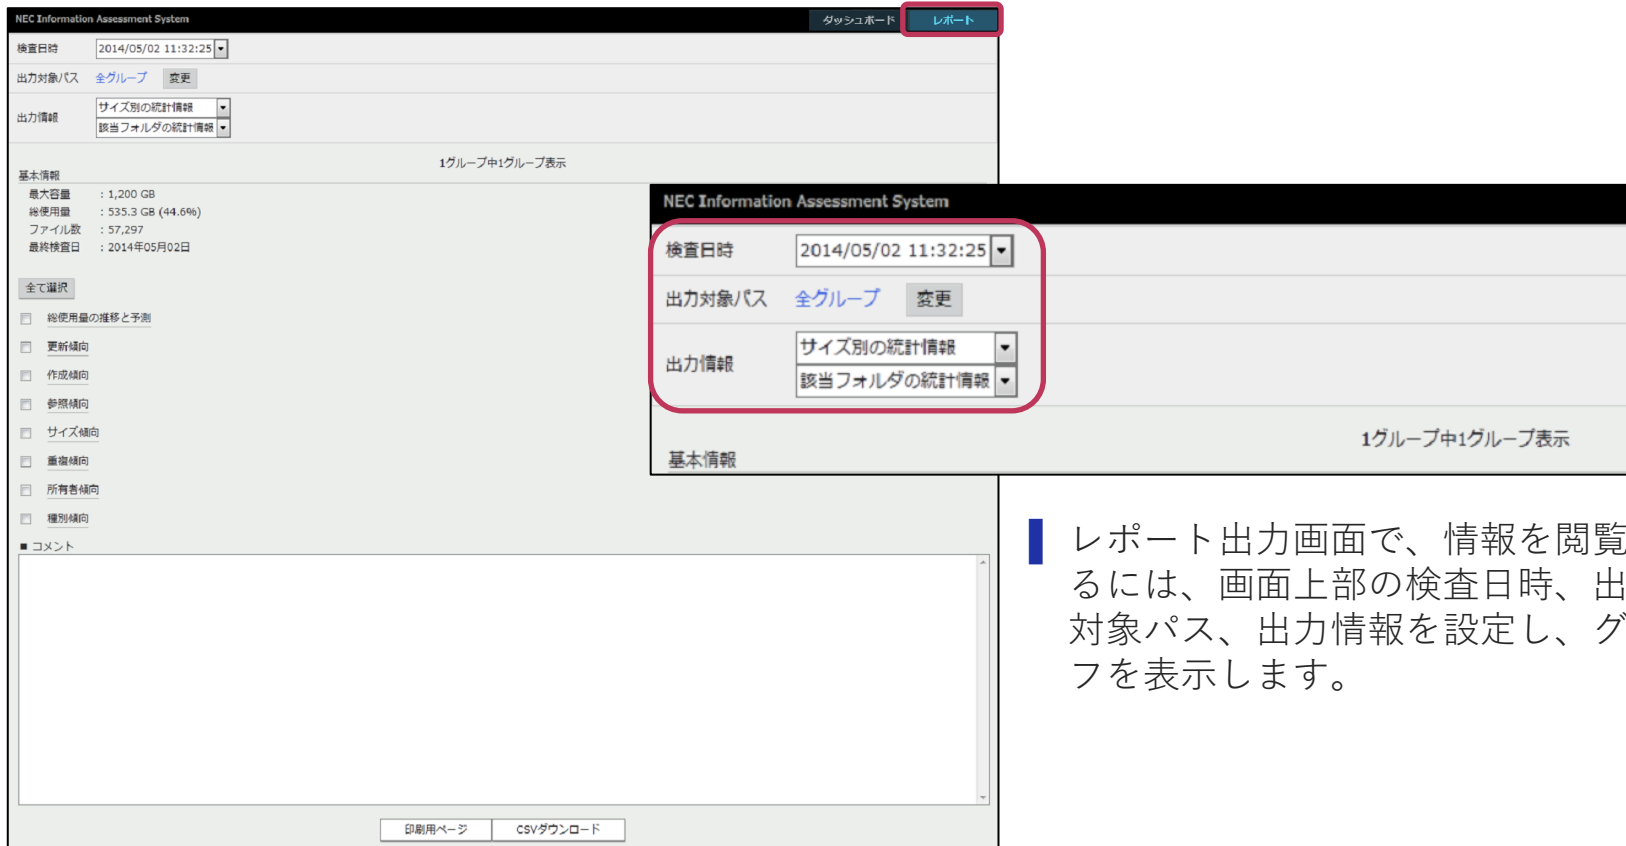 NEC Information Assessment System
ダッシュボード
レポート
検査日時
2014/05/02 11:32:25
出力対象パス
全グループ
変更
出力情報
サイズ別の統計情報
該当フォルダの統計情報
1グループ中1グループ表示
基本情報
最大容量 : 1,200 GB
総使用量 : 535.3 GB (44.6%)
ファイル数 : 57,297
最終検査日 : 2014年05月02日
全て選択
総使用量の推移と予測
更新傾向
作成傾向
参照傾向
サイズ傾向
重複傾向
所有者傾向
種別傾向
■ コメント
印刷用ページ
CSVダウンロード
NEC Information Assessment System
検査日時
2014/05/02 11:32:25
出力対象パス
全グループ
変更
出力情報
サイズ別の統計情報
該当フォルダの統計情報
1グループ中1グループ表示
基本情報
レポート出力画面で、情報を閲覧
るには、画面上部の検査日時、出
対象パス、出力情報を設定し、グ
フを表示します。